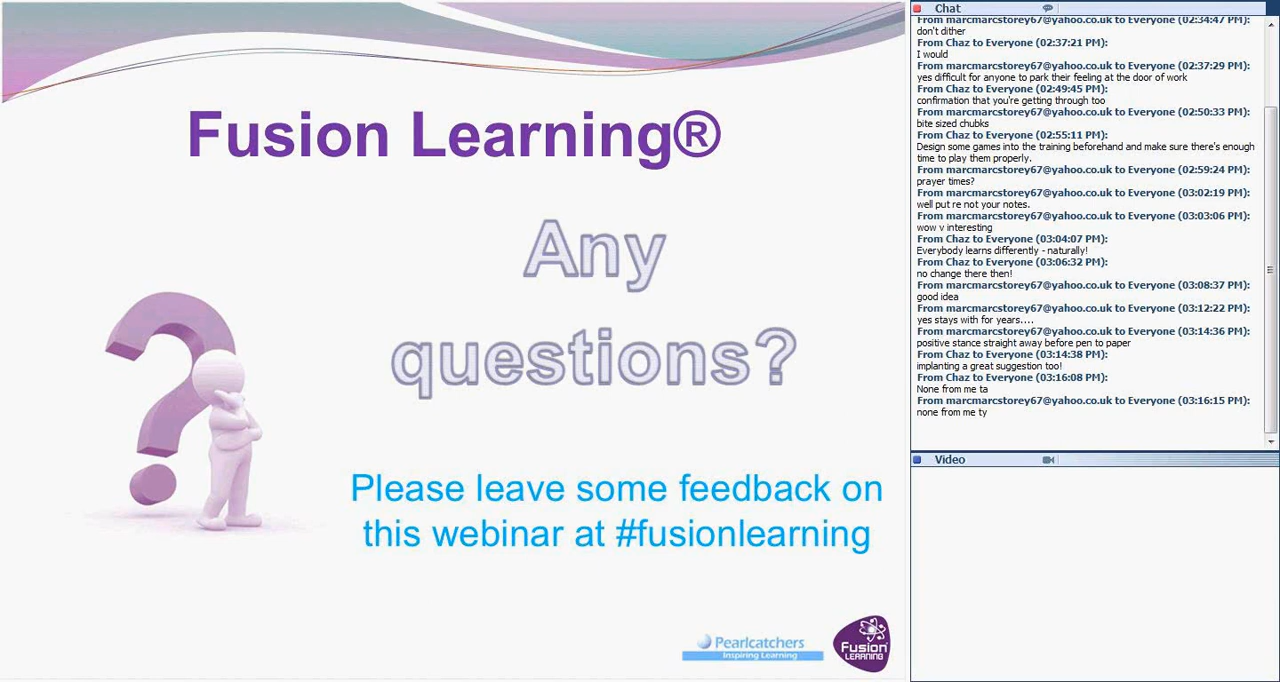 Fusion Learning®
Any
questions?
Please leave some feedback on
this webinar at #fusionlearning
Pearlcatchers
Inspiring Learning
Fusion
LEARNING
Chat
From marcmarcstorey67@yahoo.co.uk to Everyone (02:34:47 PM):
don't dither
From Chaz to Everyone (02:37:21 PM):
I would
From marcmarcstorey67@yahoo.co.uk to Everyone (02:37:29 PM):
yes difficult for anyone to park their feeling at the door of work
From Chaz to Everyone (02:49:45 PM):
confirmation that you're getting through too
From marcmarcstorey67@yahoo.co.uk to Everyone (02:50:33 PM):
bite sized chubks
From Chaz to Everyone (02:55:11 PM):
Design some games into the training beforehand and make sure there's enough
time to play them properly.
From marcmarcstorey67@yahoo.co.uk to Everyone (02:59:24 PM):
prayer times?
From marcmarcstorey67@yahoo.co.uk to Everyone (03:02:19 PM):
well put re not your notes.
From marcmarcstorey67@yahoo.co.uk to Everyone (03:03:06 PM):
wow v interesting
From Chaz to Everyone (03:04:07 PM):
Everybody learns differently - naturally!
From Chaz to Everyone (03:06:32 PM):
no change there then!
From marcmarcstorey67@yahoo.co.uk to Everyone (03:08:37 PM):
good idea
From marcmarcstorey67@yahoo.co.uk to Everyone (03:12:22 PM):
yes stays with for years....
From marcmarcstorey67@yahoo.co.uk to Everyone (03:14:36 PM):
positive stance straight away before pen to paper
From Chaz to Everyone (03:14:38 PM):
implanting a great suggestion too!
From Chaz to Everyone (03:16:08 PM):
None from me ta
From marcmarcstorey67@yahoo.co.uk to Everyone (03:16:15 PM):
none from me ty
Video